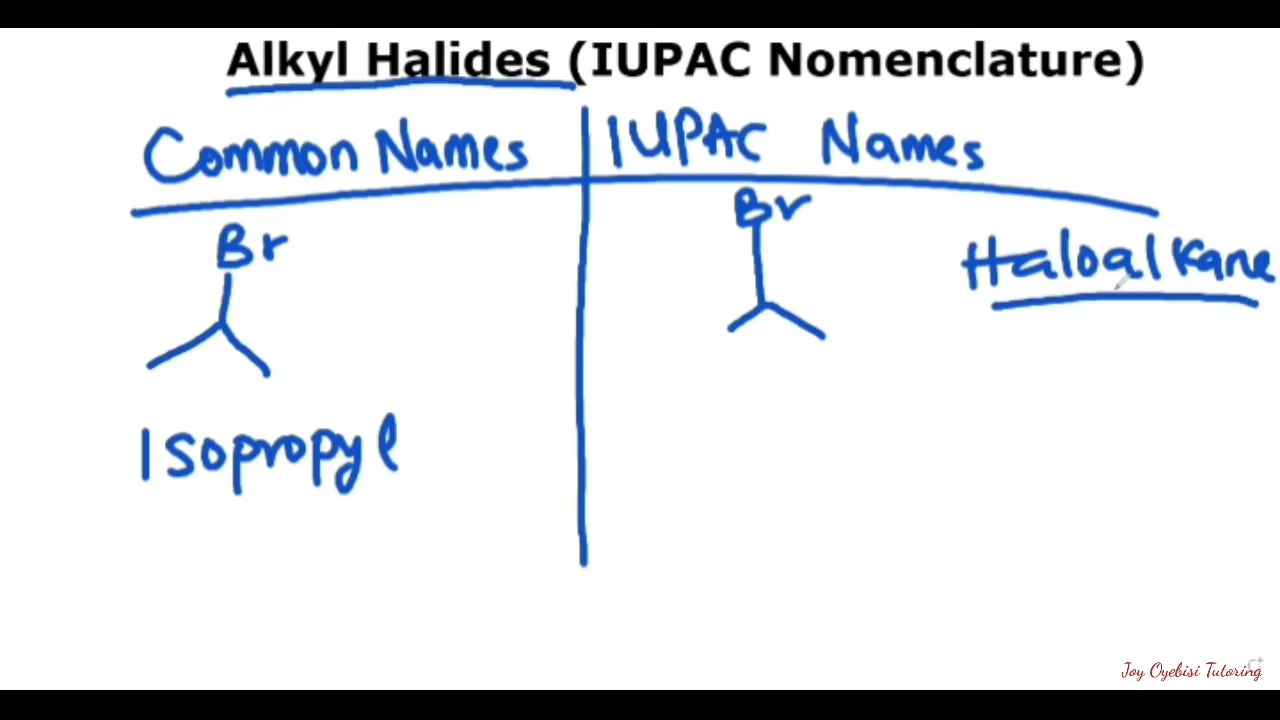 Alkyl Halides (IUPAC Nomenclature)
Common Names
IUPAC Names
Br
Br
Haloalkane
Isopropyl
Joy Oyebisi Tutoring